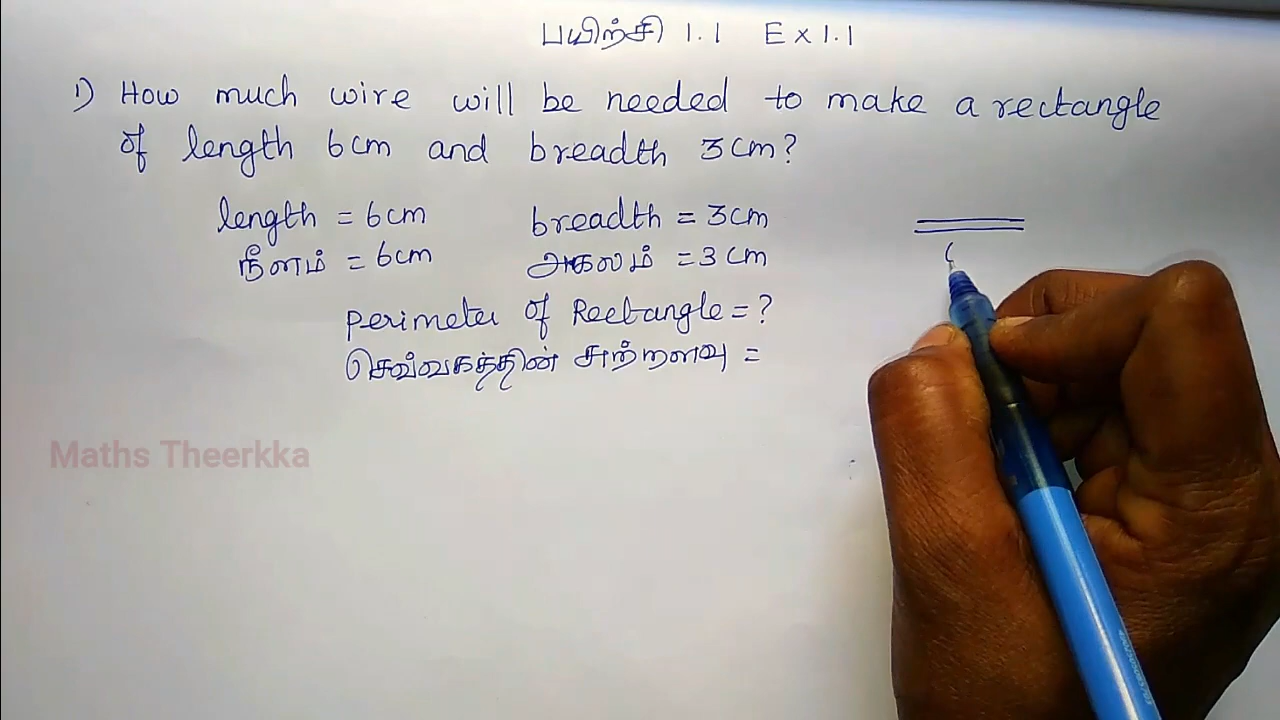 பயிற்சி 1.1 Ex 1.1
1) How much wire will be needed to make a rectangle
of length 6cm and breadth 3cm?
length = 6cm breadth = 3cm
நீளம் = 6cm அகலம் = 3cm
perimeter of Rectangle = ?
செவ்வகத்தின் சுற்றளவு =
Maths Theerkka